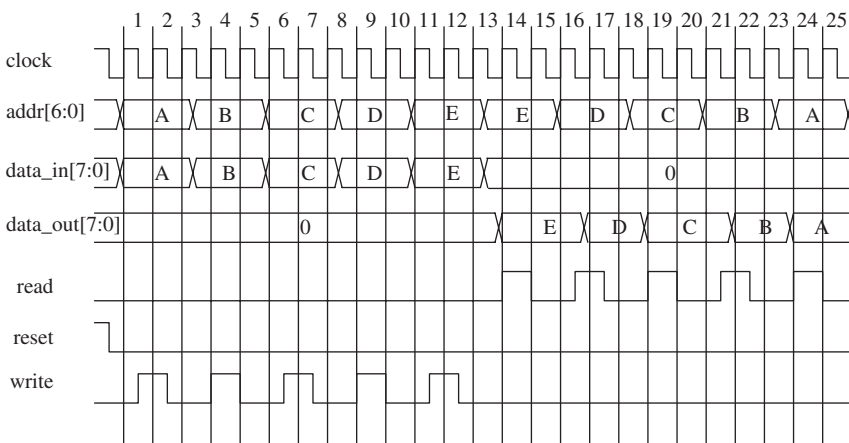 1 2 3 4 5 6 7 8 9 10 11 12 13 14 15 16 17 18 19 20 21 22 23 24 25
clock
addr[6:0] A B C D E E D C B A
data_in[7:0] A B C D E 0
data_out[7:0] 0 E D C B A
read
reset
write